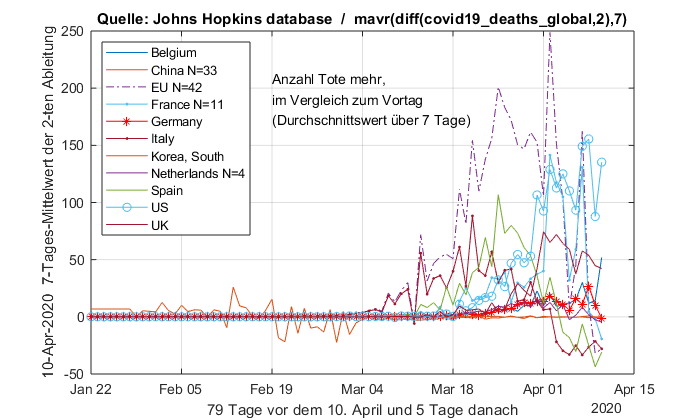 Quelle: Johns Hopkins database / mavr(diff(covid19_deaths_global,2),7)
10-Apr-2020 7-Tages-Mittelwert der 2-ten Ableitung
250
200
150
100
50
0
-50
Belgium
China N=33
EU N=42
France N=11
Germany
Italy
Korea, South
Netherlands N=4
Spain
US
UK
Anzahl Tote mehr,
im Vergleich zum Vortag
(Durchschnittswert über 7 Tage)
Jan 22 Feb 05 Feb 19 Mar 04 Mar 18 Apr 01 Apr 15
79 Tage vor dem 10. April und 5 Tage danach
2020